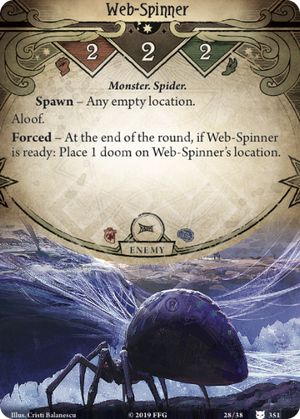 Web-Spinner
2 2 2
Monster. Spider.
Spawn – Any empty location.
Aloof.
Forced – At the end of the round, if Web-Spinner
is ready: Place 1 doom on Web-Spinner's location.
ENEMY
Illus. Cristi Balanescu © 2019 FFG 28/38 351